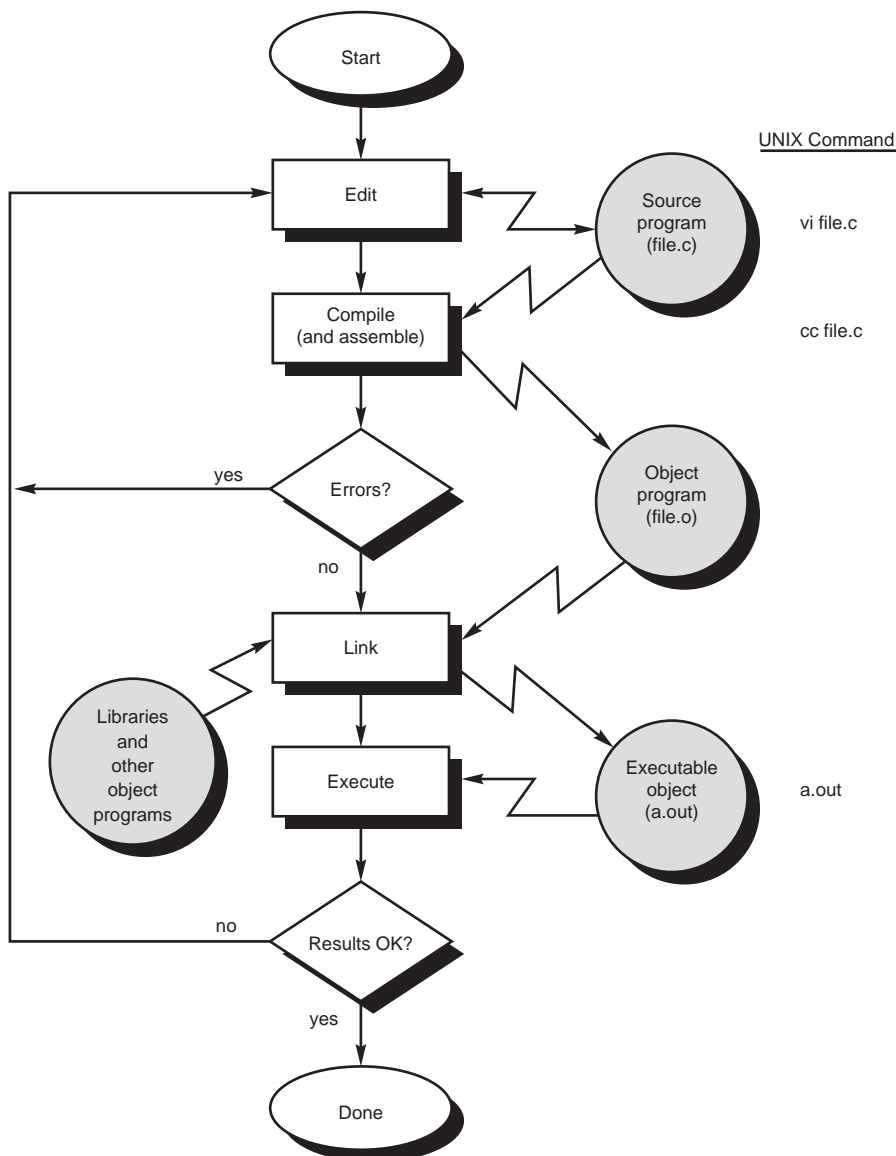 Start
UNIX Command
Edit
Source
program
(file.c)
vi file.c
Compile
(and assemble)
cc file.c
yes
Errors?
Object
program
(file.o)
no
Link
Libraries
and
other
object
programs
Execute
Executable
object
(a.out)
a.out
no
Results OK?
yes
Done